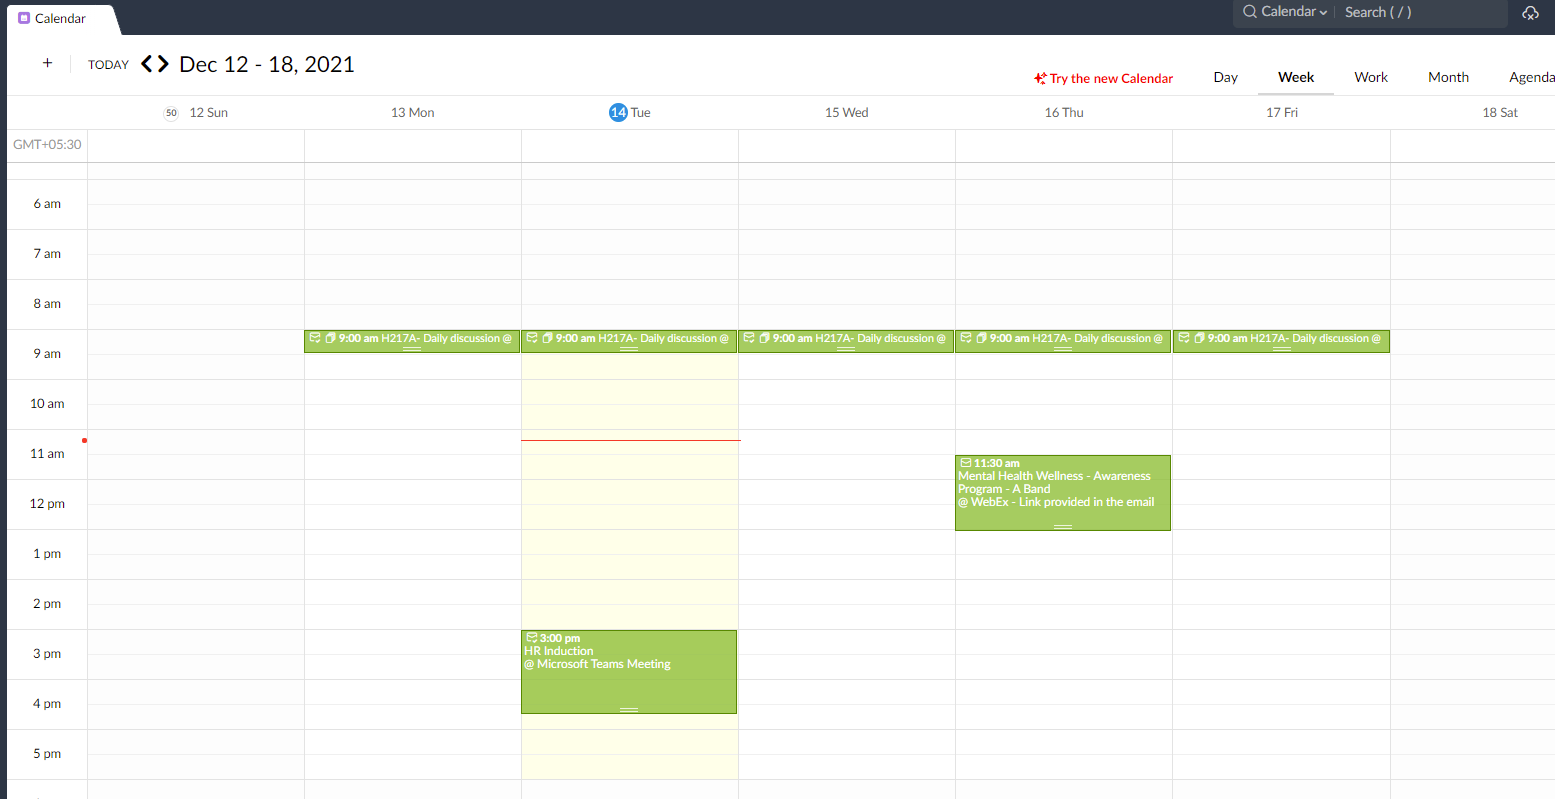 Calendar
Calendar
Search ( / )
+
TODAY
Dec 12 - 18, 2021
Try the new Calendar
Day
Week
Work
Month
Agenda
50
12 Sun
13 Mon
14 Tue
15 Wed
16 Thu
17 Fri
18 Sat
GMT+05:30
6 am
7 am
8 am
9:00 am H217A- Daily discussion @
9:00 am H217A- Daily discussion @
9:00 am H217A- Daily discussion @
9:00 am H217A- Daily discussion @
9:00 am H217A- Daily discussion @
9 am
10 am
11 am
11:30 am
Mental Health Wellness - Awareness
Program - A Band
@ WebEx - Link provided in the email
12 pm
1 pm
2 pm
3:00 pm
HR Induction
@ Microsoft Teams Meeting
3 pm
4 pm
5 pm